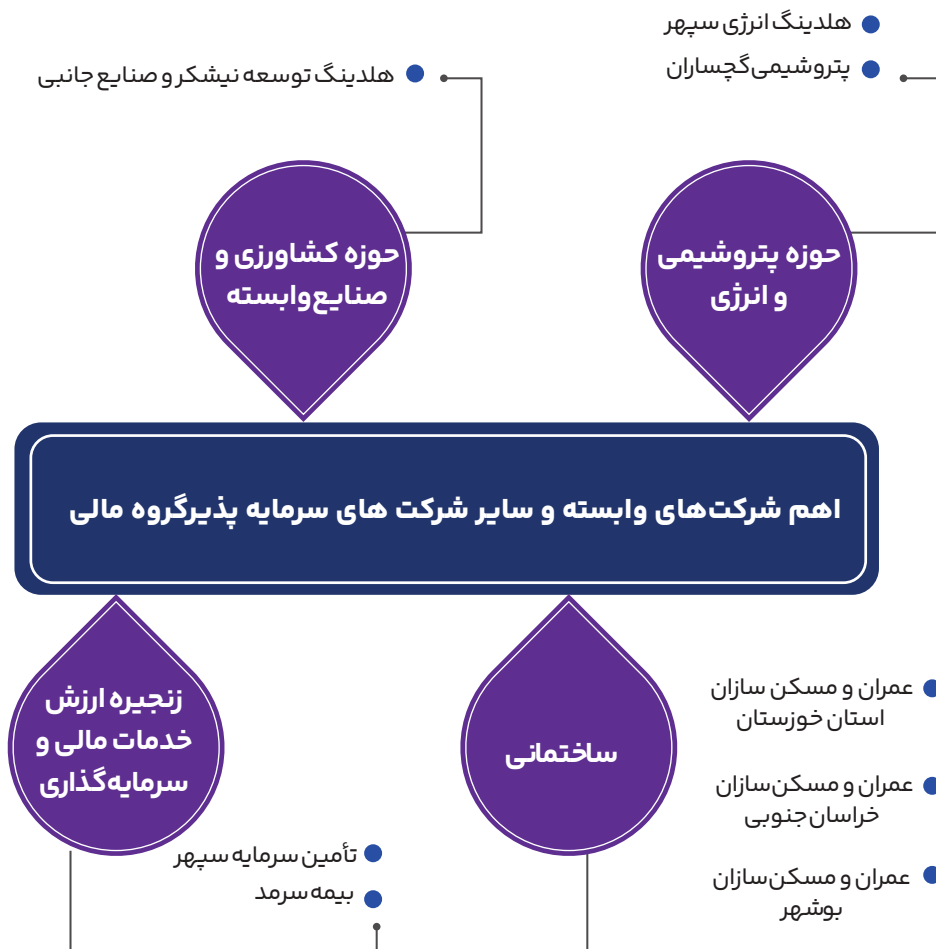 هلدینگ انرژی سپهر
پتروشیمی گچساران
هلدینگ توسعه نیشکر و صنایع جانبی
حوزه پتروشیمی
و انرژی
حوزه کشاورزی و
صنایع وابسته
اهم شرکت‌های وابسته و سایر شرکت های سرمایه پذیر گروه مالی
عمران و مسکن سازان
استان خوزستان
عمران و مسکن‌سازان
خراسان جنوبی
عمران و مسکن‌سازان
بوشهر
ساختمانی
زنجیره ارزش
خدمات مالی و
سرمایه‌گذاری
تأمین سرمایه سپهر
بیمه سرمد